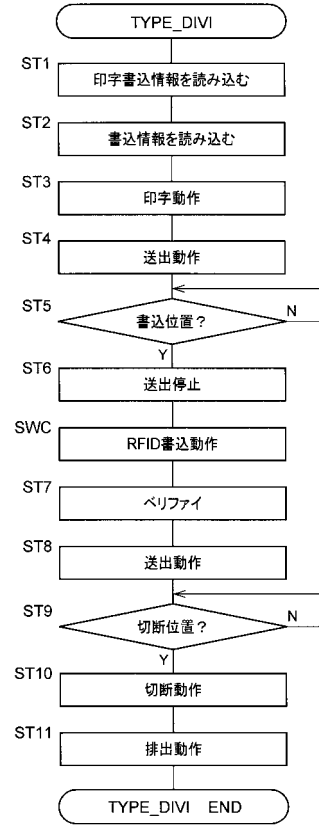 TYPE_DIVI
ST1
印字書込情報を読み込む
ST2
書込情報を読み込む
ST3
印字動作
ST4
送出動作
ST5
書込位置?
N
Y
ST6
送出停止
SWC
RFID書込動作
ST7
ベリファイ
ST8
送出動作
ST9
切断位置?
N
Y
ST10
切断動作
ST11
排出動作
TYPE_DIVI END